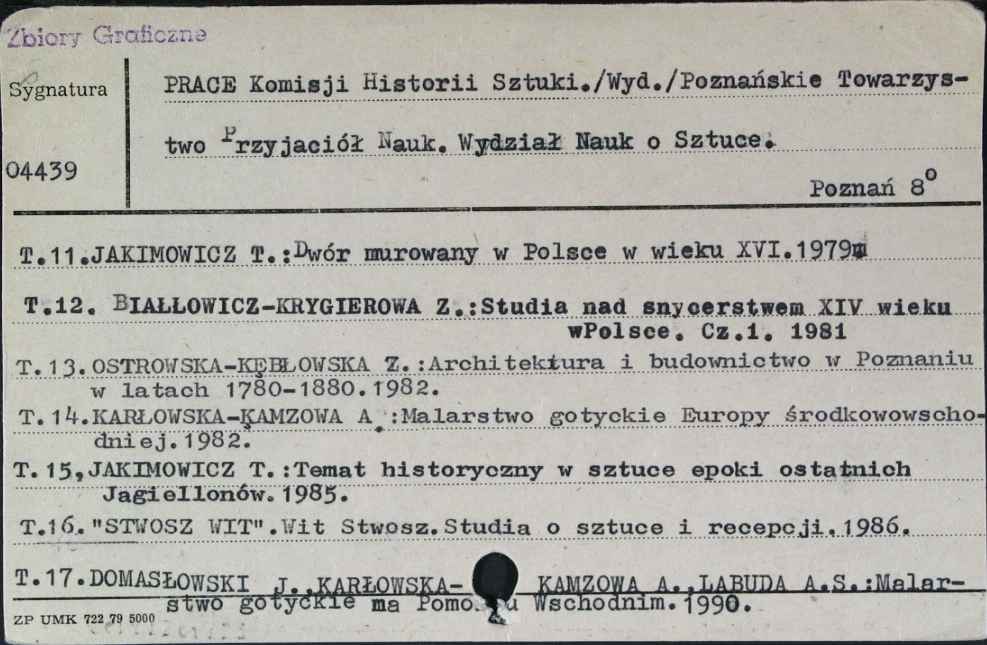 Zbiory Graficzne
Sygnatura
04439
PRACE Komisji Historii Sztuki./Wyd./Poznańskie Towarzys-
two Przyjaciół Nauk. Wydział Nauk o Sztuce.
Poznań 8°
T.11.JAKIMOWICZ T.:Dwór murowany w Polsce w wieku XVI.1979
T.12. BIAŁŁOWICZ-KRYGIEROWA Z.:Studia nad snycerstwem XIV wieku
wPolsce. Cz.1. 1981
T.13.OSTROWSKA-KĘBŁOWSKA Z.:Architektura i budownictwo w Poznaniu
w latach 1780-1880.1982.
T.14.KARŁOWSKA-KAMZOWA A.:Malarstwo gotyckie Europy środkowowscho-
dniej.1982.
T.15,JAKIMOWICZ T.:Temat historyczny w sztuce epoki ostatnich
Jagiellonów.1985.
T.16."STWOSZ WIT".Wit Stwosz.Studia o sztuce i recepcji.1986.
T.17.DOMASŁOWSKI J.,KARŁOWSKA- KAMZOWA A.,LABUDA A.S.:Malar-
stwo gotyckie ma Wschodnim.1990.
ZP UMK 722 79 5000